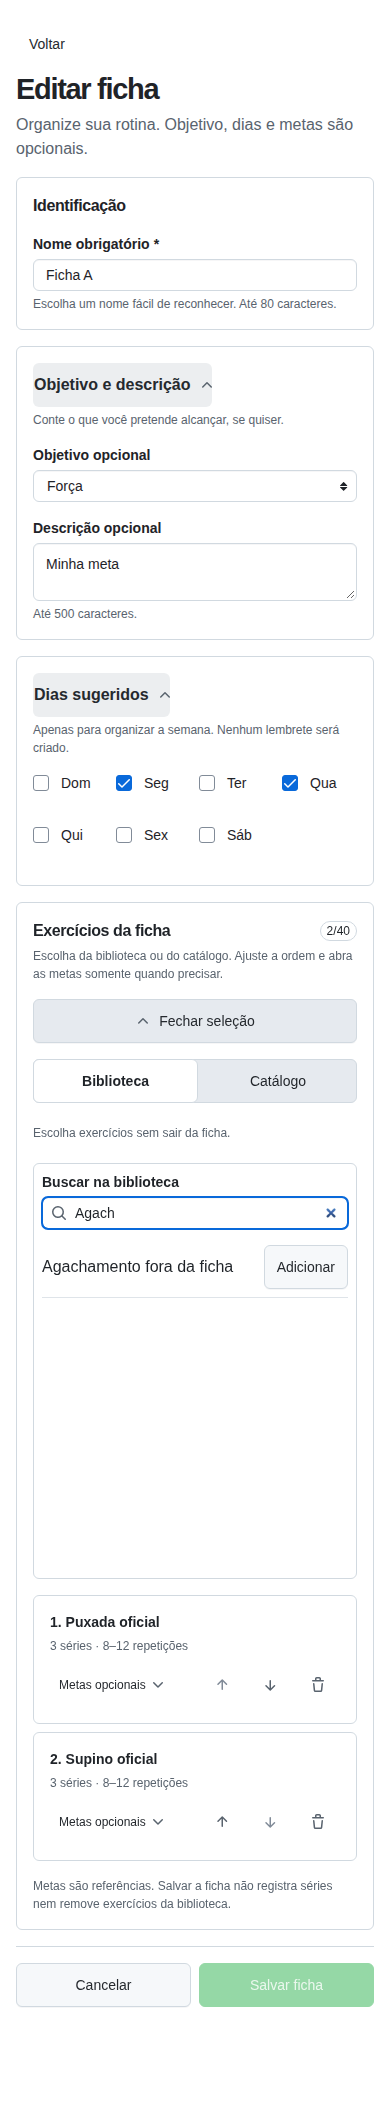 Voltar
Editar ficha
Organize sua rotina. Objetivo, dias e metas são
opcionais.
Identificação
Nome obrigatório *
Ficha A
Escolha um nome fácil de reconhecer. Até 80 caracteres.
Objetivo e descrição
Conte o que você pretende alcançar, se quiser.
Objetivo opcional
Força
Descrição opcional
Minha meta
Até 500 caracteres.
Dias sugeridos
Apenas para organizar a semana. Nenhum lembrete será
criado.
Dom Seg Ter Qua
Qui Sex Sáb
Exercícios da ficha 2/40
Escolha da biblioteca ou do catálogo. Ajuste a ordem e abra
as metas somente quando precisar.
Fechar seleção
Biblioteca Catálogo
Escolha exercícios sem sair da ficha.
Buscar na biblioteca
Agach
Agachamento fora da ficha Adicionar
1. Puxada oficial
3 séries · 8–12 repetições
Metas opcionais
2. Supino oficial
3 séries · 8–12 repetições
Metas opcionais
Metas são referências. Salvar a ficha não registra séries
nem remove exercícios da biblioteca.
Cancelar Salvar ficha